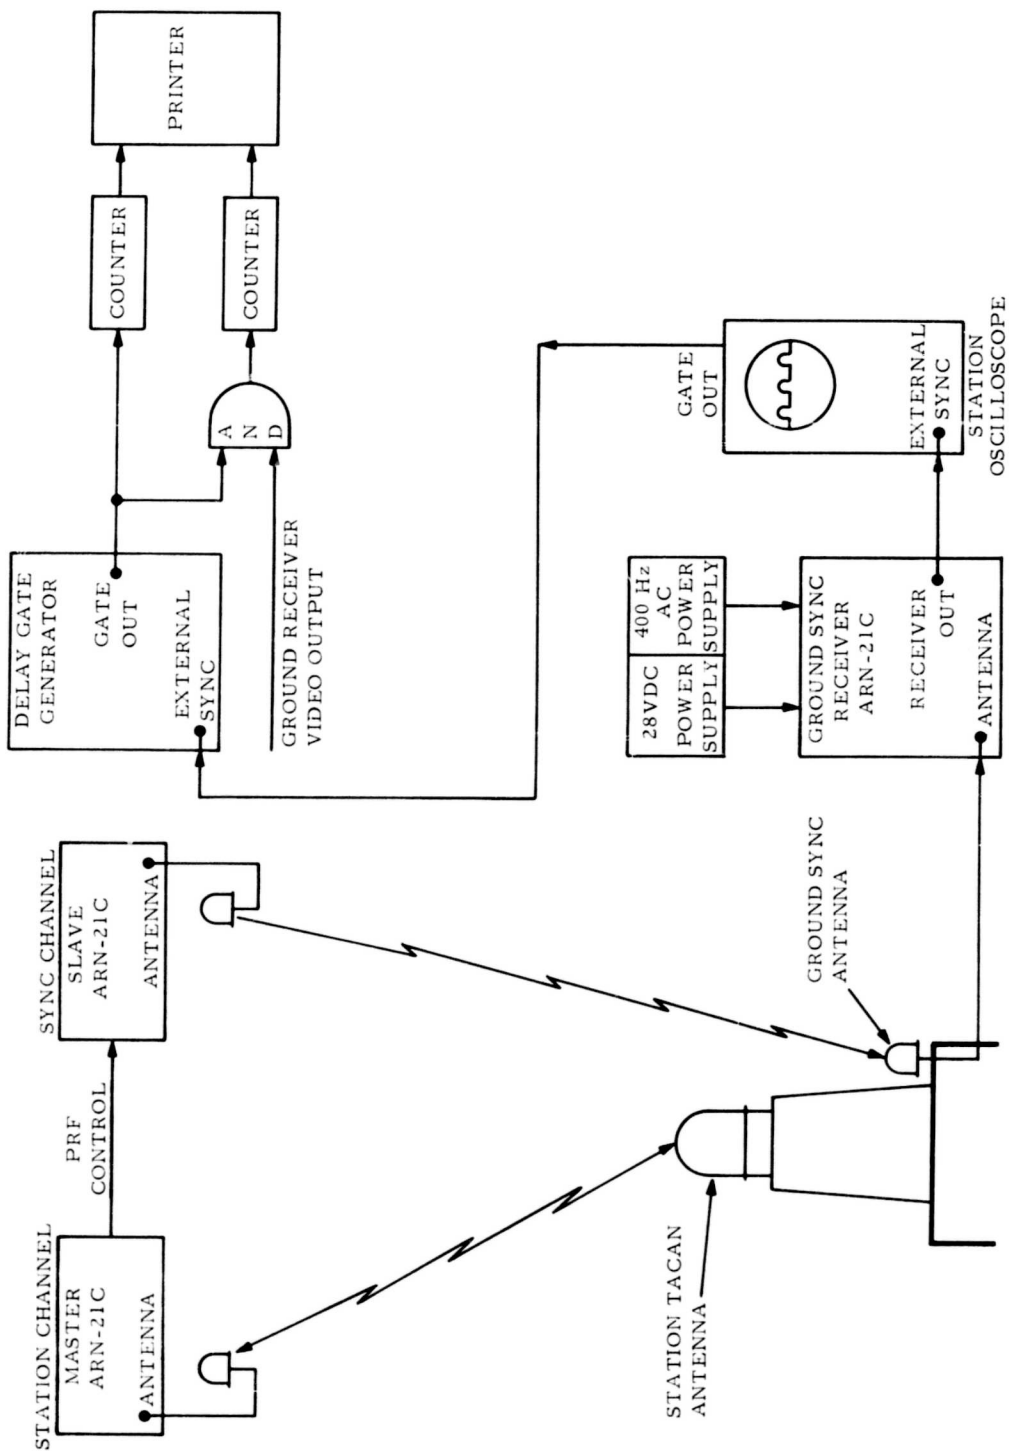 STATION CHANNEL
MASTER
ARN-21C
ANTENNA
PRF
CONTROL
SYNC CHANNEL
SLAVE
ARN-21C
ANTENNA
DELAY GATE
GENERATOR
GATE
OUT
EXTERNAL
SYNC
COUNTER
COUNTER
PRINTER
A
N
D
GROUND RECEIVER
VIDEO OUTPUT
STATION TACAN
ANTENNA
GROUND SYNC
ANTENNA
28VDC
POWER
SUPPLY
400 Hz
AC
POWER
SUPPLY
GROUND SYNC
RECEIVER
ARN-21C
RECEIVER
OUT
ANTENNA
GATE
OUT
EXTERNAL
SYNC
STATION
OSCILLOSCOPE